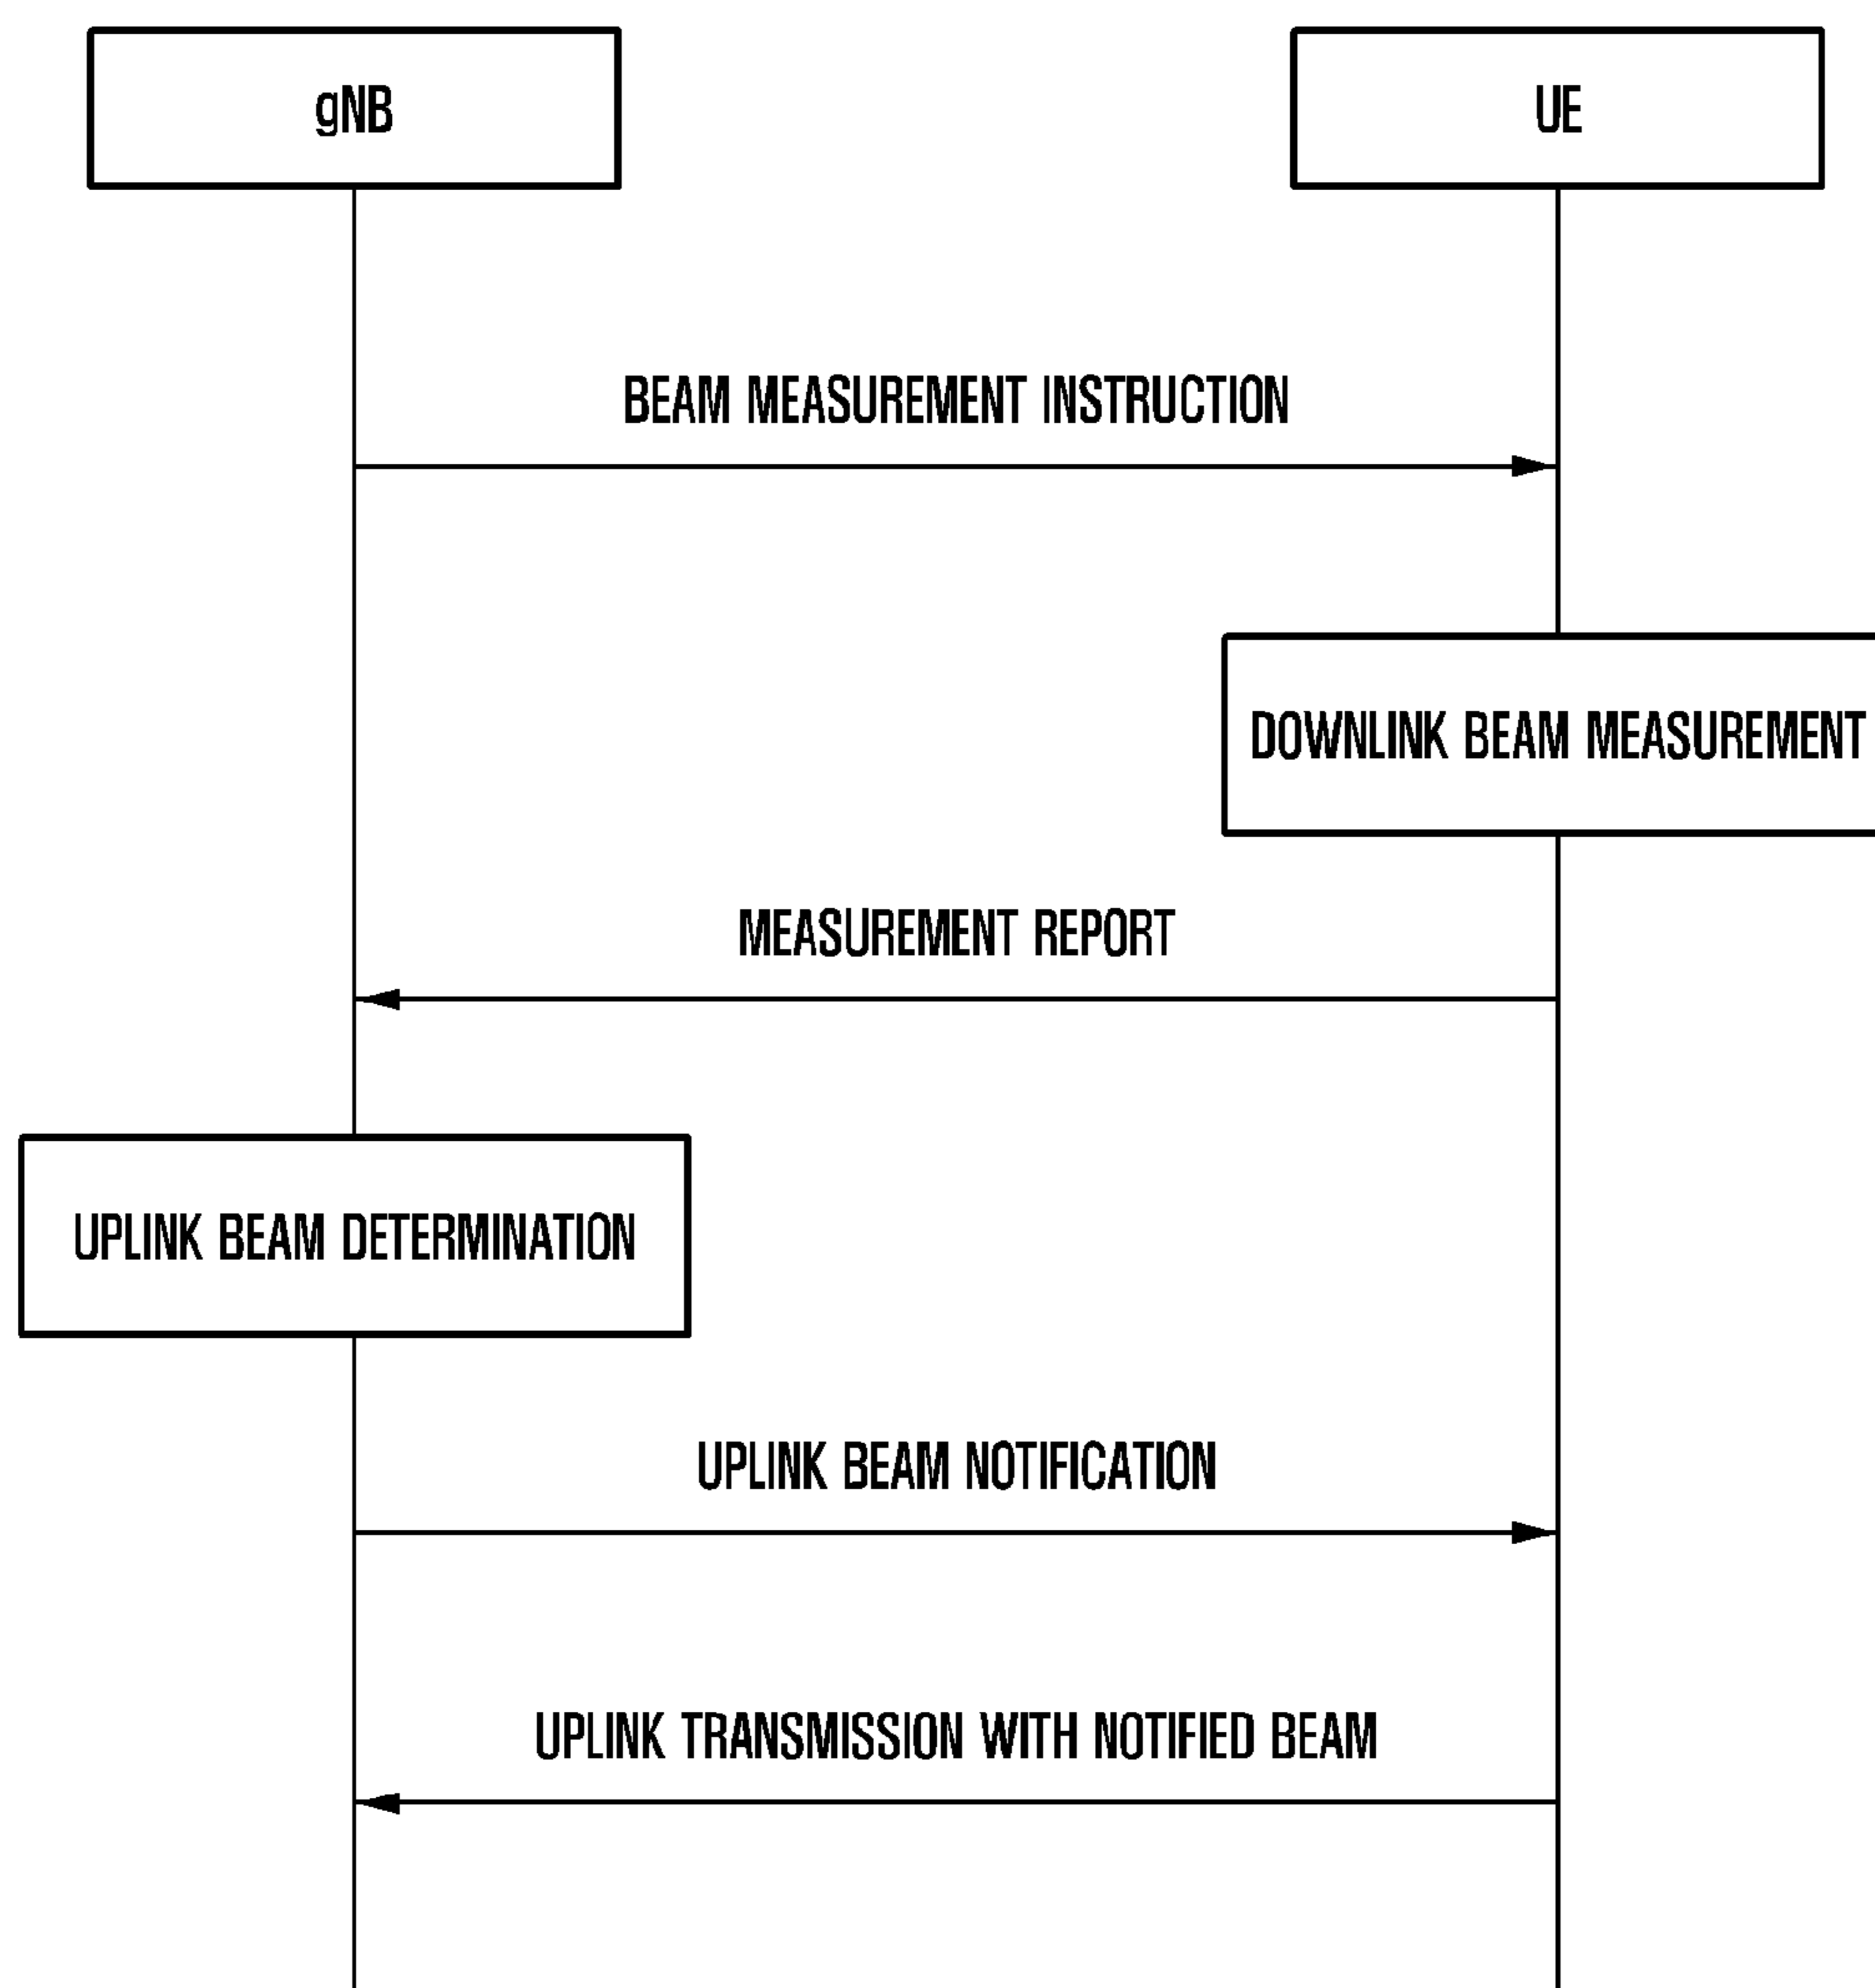 gNB
UE
BEAM MEASUREMENT INSTRUCTION
DOWNLINK BEAM MEASUREMENT
MEASUREMENT REPORT
UPLINK BEAM DETERMINATION
UPLINK BEAM NOTIFICATION
UPLINK TRANSMISSION WITH NOTIFIED BEAM